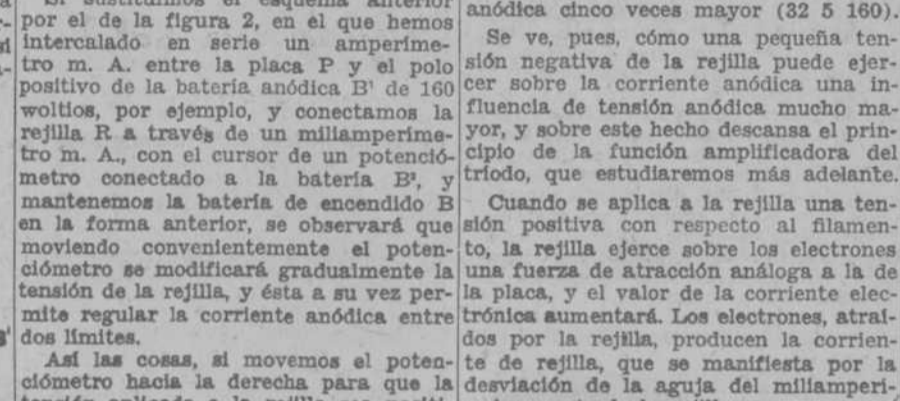 Si sustituimos el esquema anterior
por el de la figura 2, en el que hemos
intercalado en serie un amperíme-
tro m. A. entre la placa P y el polo
positivo de la batería anódica B¹ de 160
woltios, por ejemplo, y conectamos la
rejilla R a través de un miliamperíme-
tro m. A., con el cursor de un potenció-
metro conectado a la batería B², y
mantenemos la batería de encendido B
en la forma anterior, se observará que
moviendo convenientemente el poten-
ciómetro se modificará gradualmente la
tensión de la rejilla, y ésta a su vez per-
mite regular la corriente anódica entre
dos límites.
Así las cosas, si movemos el poten-
ciómetro hacia la derecha para que la
anódica cinco veces mayor (32 5 160).
Se ve, pues, cómo una pequeña ten-
sión negativa de la rejilla puede ejer-
cer sobre la corriente anódica una in-
fluencia de tensión anódica mucho ma-
yor, y sobre este hecho descansa el prin-
cipio de la función amplificadora del
triodo, que estudiaremos más adelante.
Cuando se aplica a la rejilla una ten-
sión positiva con respecto al filamen-
to, la rejilla ejerce sobre los electrones
una fuerza de atracción análoga a la de
la placa, y el valor de la corriente elec-
trónica aumentará. Los electrones, atraí-
dos por la rejilla, producen la corrien-
te de rejilla, que se manifiesta por la
desviación de la aguja del miliamperí-